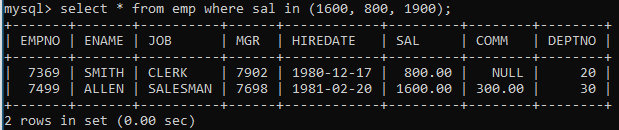 mysql> select * from emp where sal in (1600, 800, 1900);
+-------+-------+----------+------+------------+---------+--------+--------+
| EMPNO | ENAME | JOB      | MGR  | HIREDATE   | SAL     | COMM   | DEPTNO |
+-------+-------+----------+------+------------+---------+--------+--------+
|  7369 | SMITH | CLERK    | 7902 | 1980-12-17 |  800.00 |   NULL |     20 |
|  7499 | ALLEN | SALESMAN | 7698 | 1981-02-20 | 1600.00 | 300.00 |     30 |
+-------+-------+----------+------+------------+---------+--------+--------+
2 rows in set (0.00 sec)